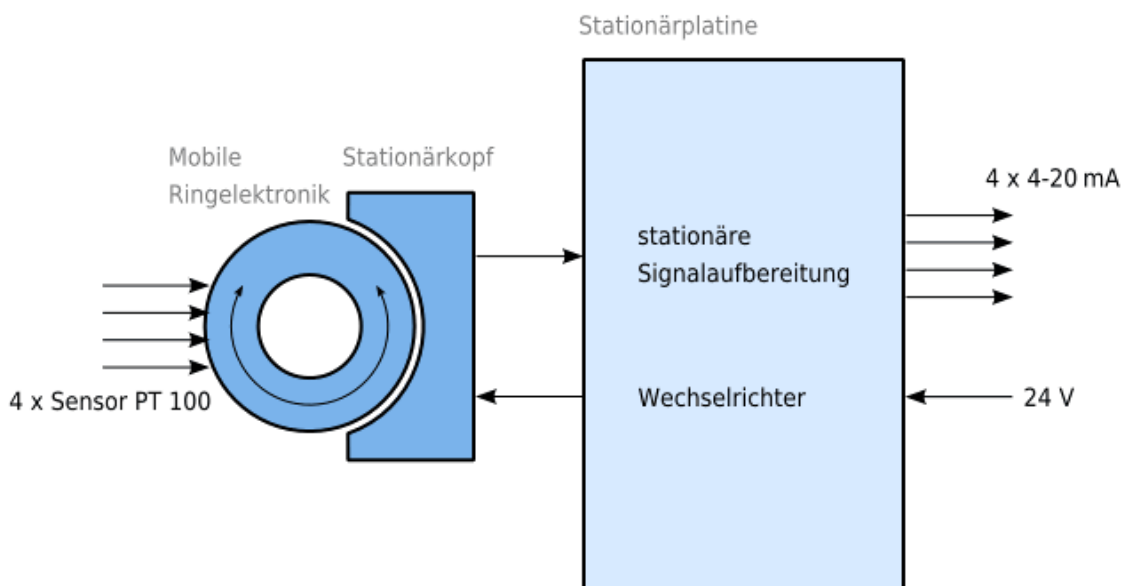 Stationärplatine
Mobile
Ringelektronik
Stationärkopf
4 x 4-20 mA
stationäre
Signalaufbereitung
4 x Sensor PT 100
Wechselrichter
24 V